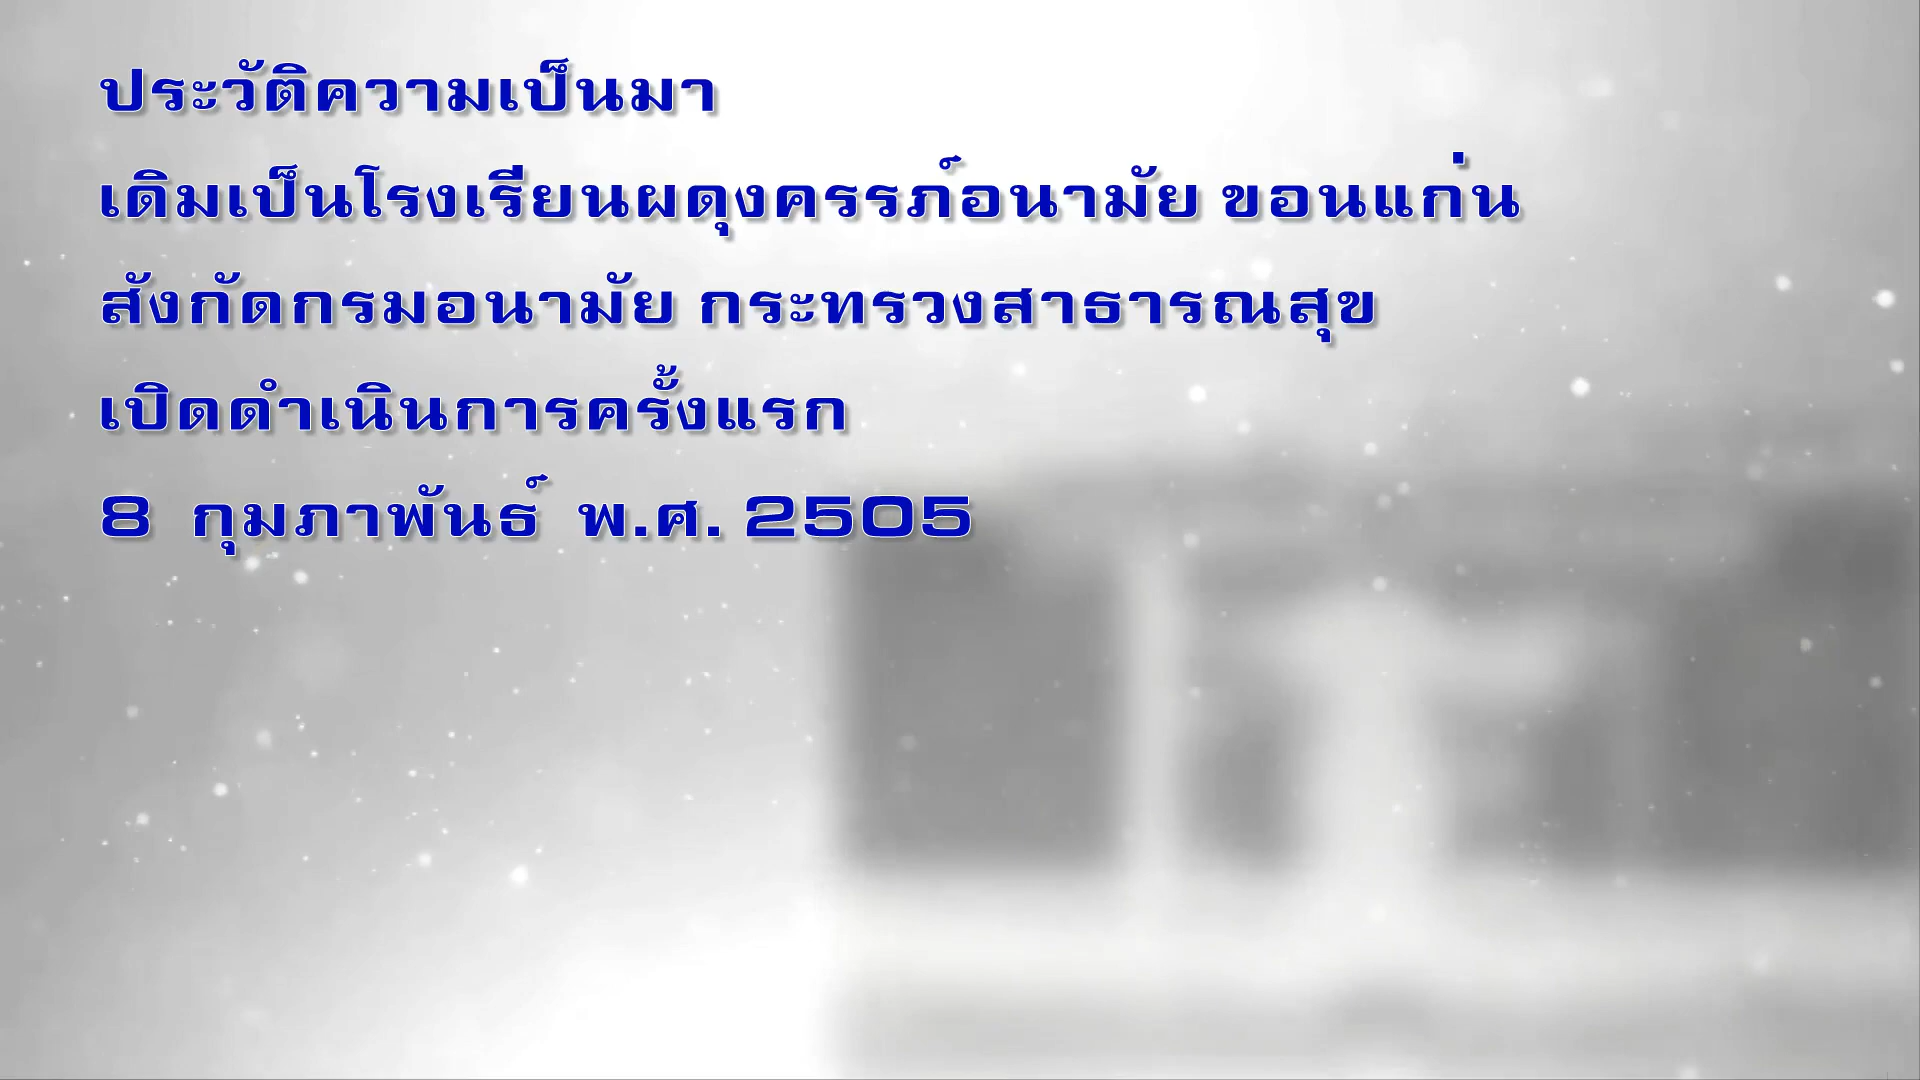 ประวัติความเป็นมา
เดิมเป็นโรงเรียนผดุงครรภ์อนามัย ขอนแก่น
สังกัดกรมอนามัย กระทรวงสาธารณสุข
เปิดดำเนินการครั้งแรก
8 กุมภาพันธ์ พ.ศ. 2505